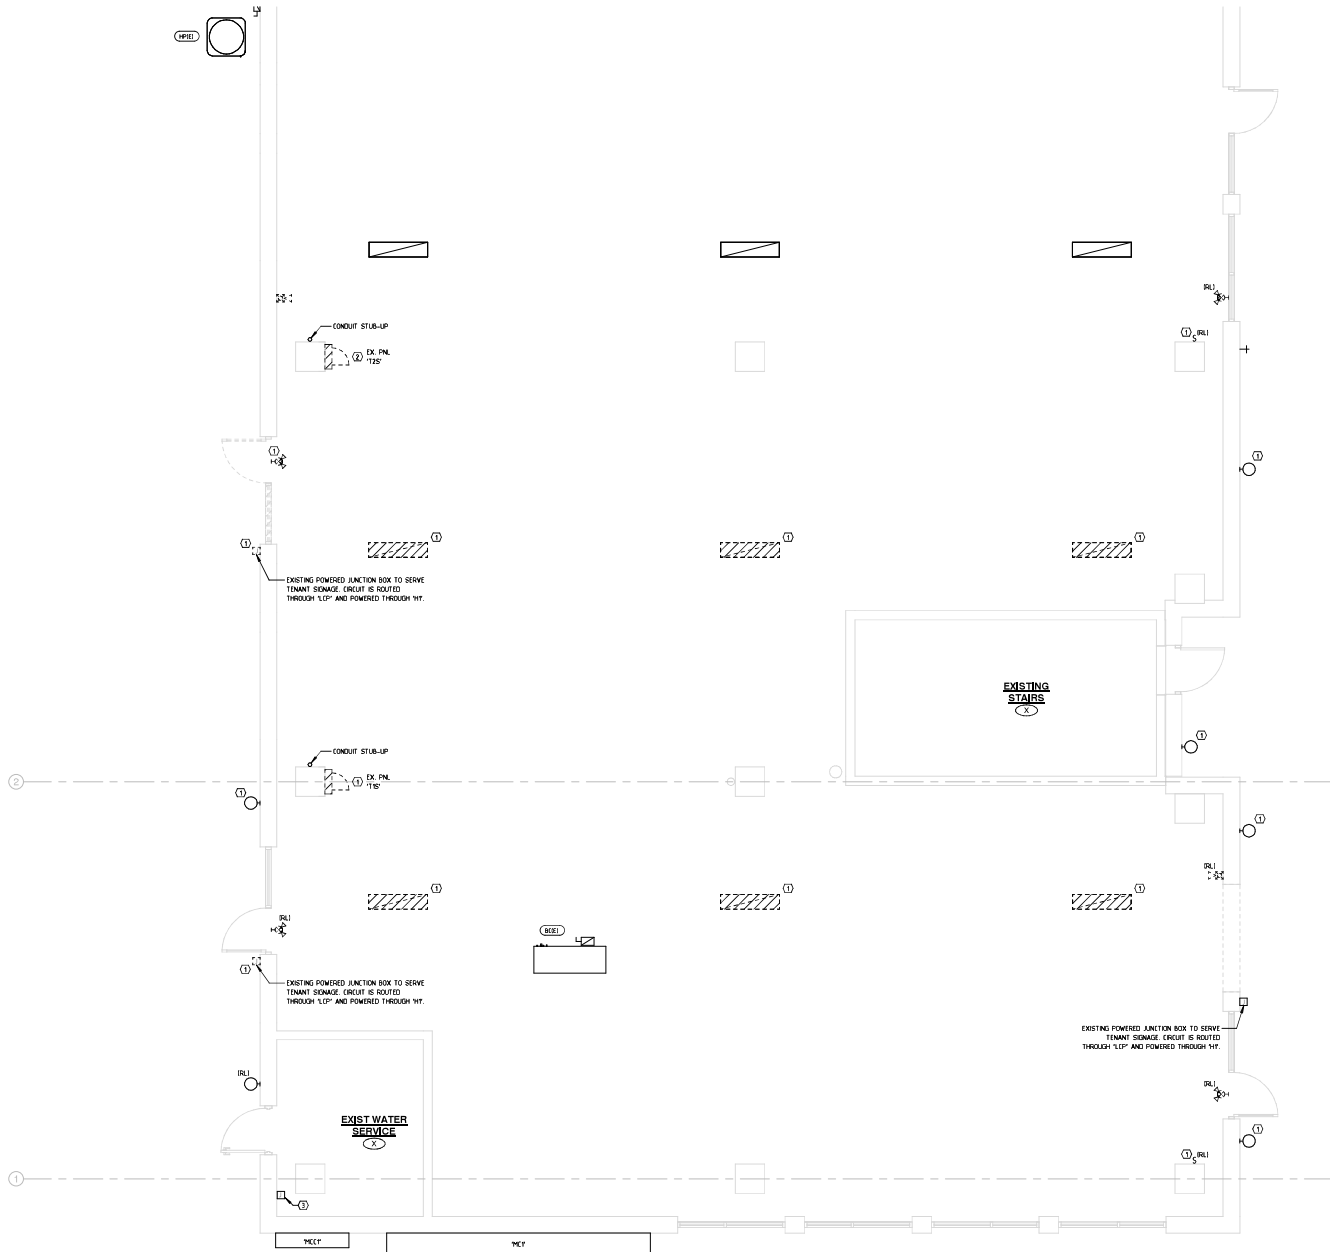 HP(E)
(RL)
CONDUIT STUB-UP
1
S
(RL)
2
EX. PNL
'T2S'
1
1
1
1
1
1
EXISTING POWERED JUNCTION BOX TO SERVE
TENANT SIGNAGE. CIRCUIT IS ROUTED
THROUGH 'LCP' AND POWERED THROUGH 'H1'.
EXISTING
STAIRS
X
1
CONDUIT STUB-UP
2
1
EX. PNL
'T1S'
1
1
(RL)
1
1
1
(RL)
BC(E)
1
EXISTING POWERED JUNCTION BOX TO SERVE
TENANT SIGNAGE. CIRCUIT IS ROUTED
THROUGH 'LCP' AND POWERED THROUGH 'H1'.
EXISTING POWERED JUNCTION BOX TO SERVE
TENANT SIGNAGE. CIRCUIT IS ROUTED
THROUGH 'LCP' AND POWERED THROUGH 'H1'.
(RL)
(RL)
EXIST WATER
SERVICE
X
1
1
S
(RL)
1
3
'MCC1'
'MC1'